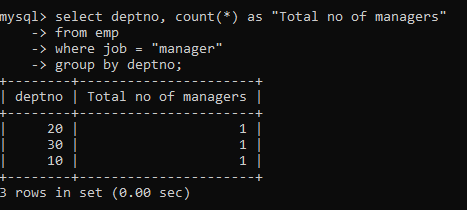 mysql> select deptno, count(*) as "Total no of managers"
    -> from emp
    -> where job = "manager"
    -> group by deptno;
+--------+----------------------+
| deptno | Total no of managers |
+--------+----------------------+
|     20 |                    1 |
|     30 |                    1 |
|     10 |                    1 |
+--------+----------------------+
3 rows in set (0.00 sec)